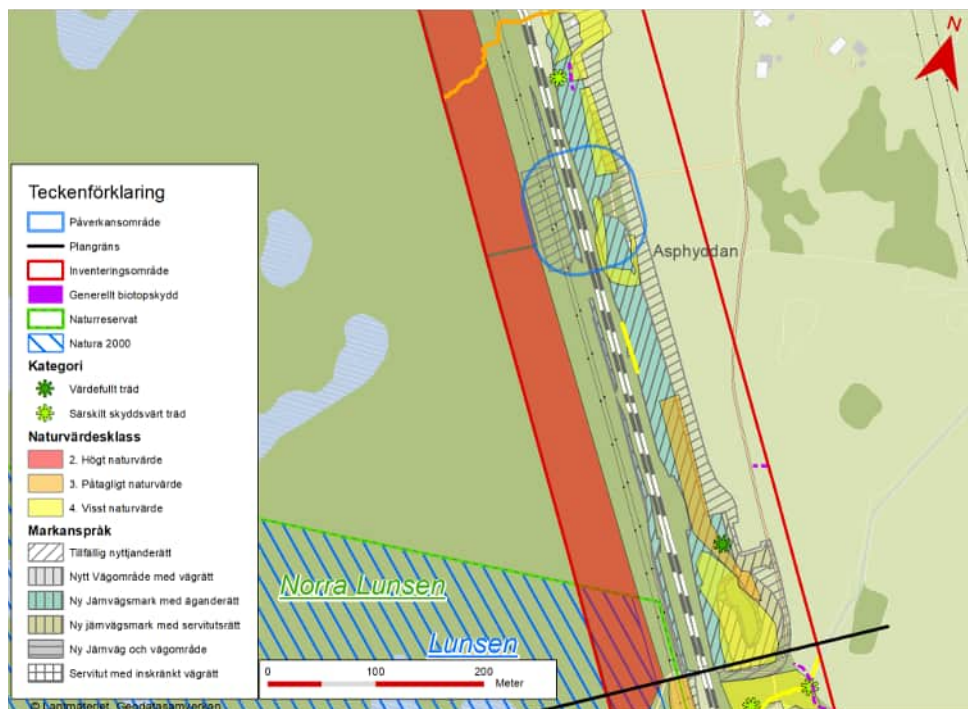 N
Teckenförklaring
Påverkansområde
Plangräns
Inventeringsområde
Generellt biotopskydd
Naturreservat
Natura 2000
Kategori
Värdefullt träd
Särskilt skyddsvärt träd
Naturvärdesklass
2. Högt naturvärde
3. Påtagligt naturvärde
4. Visst naturvärde
Markanspråk
Tillfällig nyttjanderätt
Nytt Vägområde med vägrätt
Ny Järnvägsmark med äganderätt
Ny järnvägsmark med servitutsrätt
Ny Järnväg och vägområde
Servitut med inskränkt vägrätt
© Lantmäteriet, Geodatasamverkan
Asphyddan
Norra Lunsen
Lunsen
0 100 200
Meter